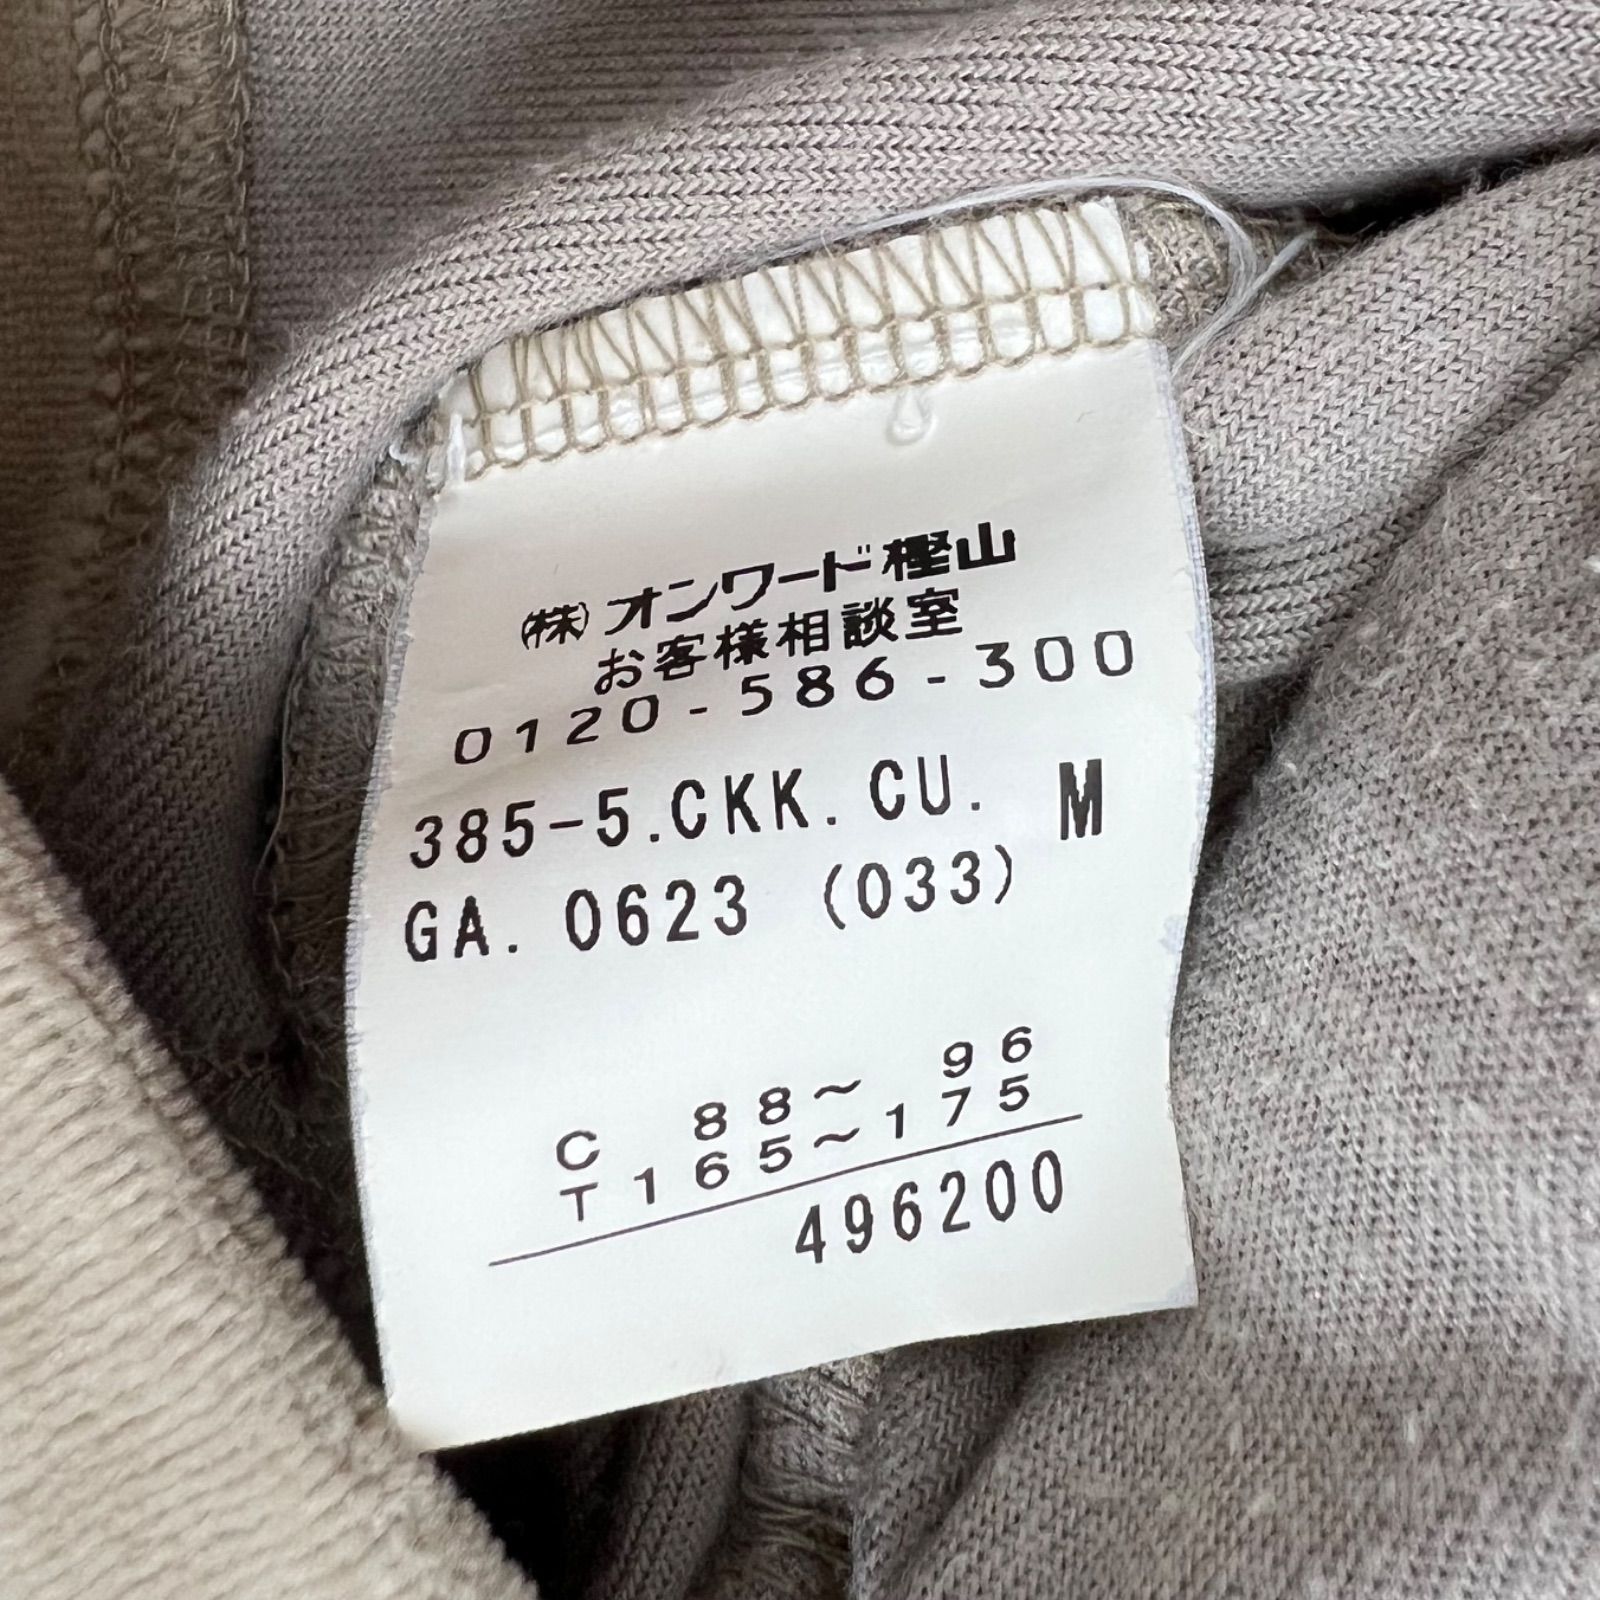 (株)オンワード樫山
お客様相談室
0120-586-300
385-5.CKK.CU. M
GA.0623 (033)
C 88~ 96
T165~175
496200